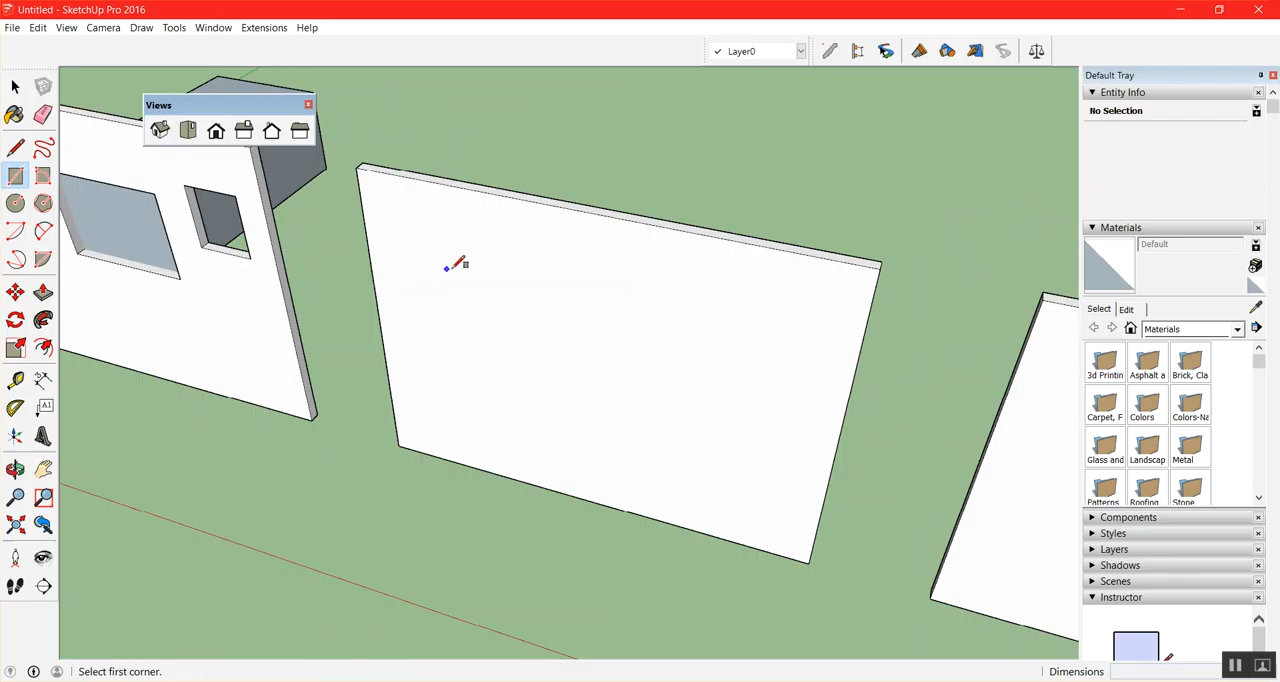 Untitled - SketchUp Pro 2016
File Edit View Camera Draw Tools Window Extensions Help
Layer0
Default Tray
Entity Info
No Selection
Views
Materials
Default
Select Edit
Materials
3d Printin Asphalt a Brick, Cla
Carpet, F Colors Colors-Na
Glass and Landscap Metal
Patterns Roofing Stone
Components
Styles
Layers
Shadows
Scenes
Instructor
A1
Select first corner.
Dimensions